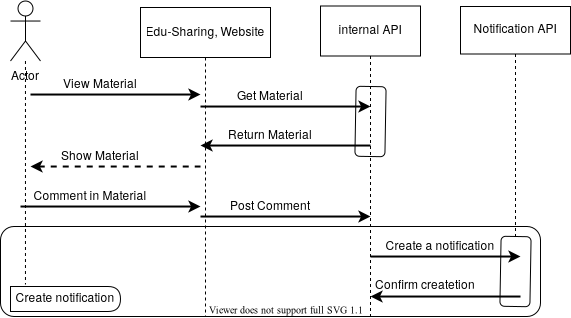 Edu-Sharing, Website
internal API
Notification API
Actor
View Material
Get Material
Return Material
Show Material
Comment in Material
Post Comment
Create a notification
Confirm createtion
Create notification
Viewer does not support full SVG 1.1